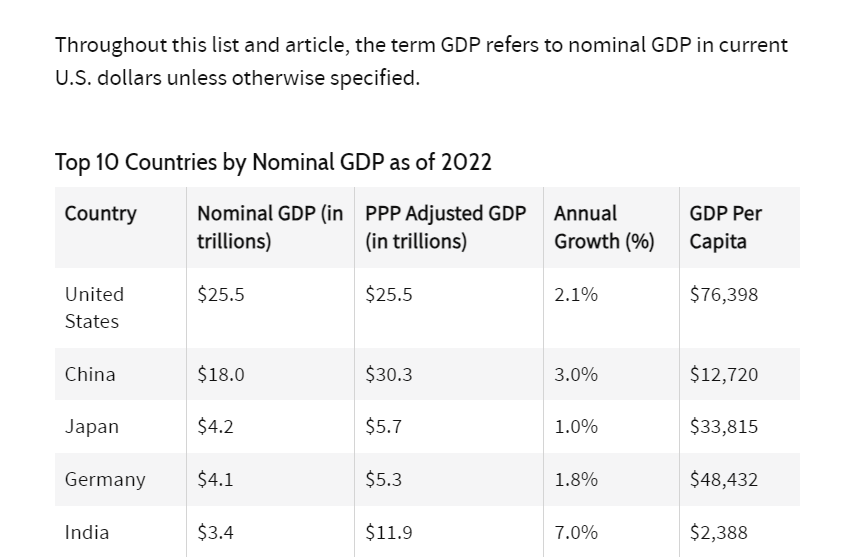 Throughout this list and article, the term GDP refers to nominal GDP in current
U.S. dollars unless otherwise specified.
Top 10 Countries by Nominal GDP as of 2022
Country Nominal GDP (in trillions) PPP Adjusted GDP (in trillions) Annual Growth (%) GDP Per Capita
United States $25.5 $25.5 2.1% $76,398
China $18.0 $30.3 3.0% $12,720
Japan $4.2 $5.7 1.0% $33,815
Germany $4.1 $5.3 1.8% $48,432
India $3.4 $11.9 7.0% $2,388